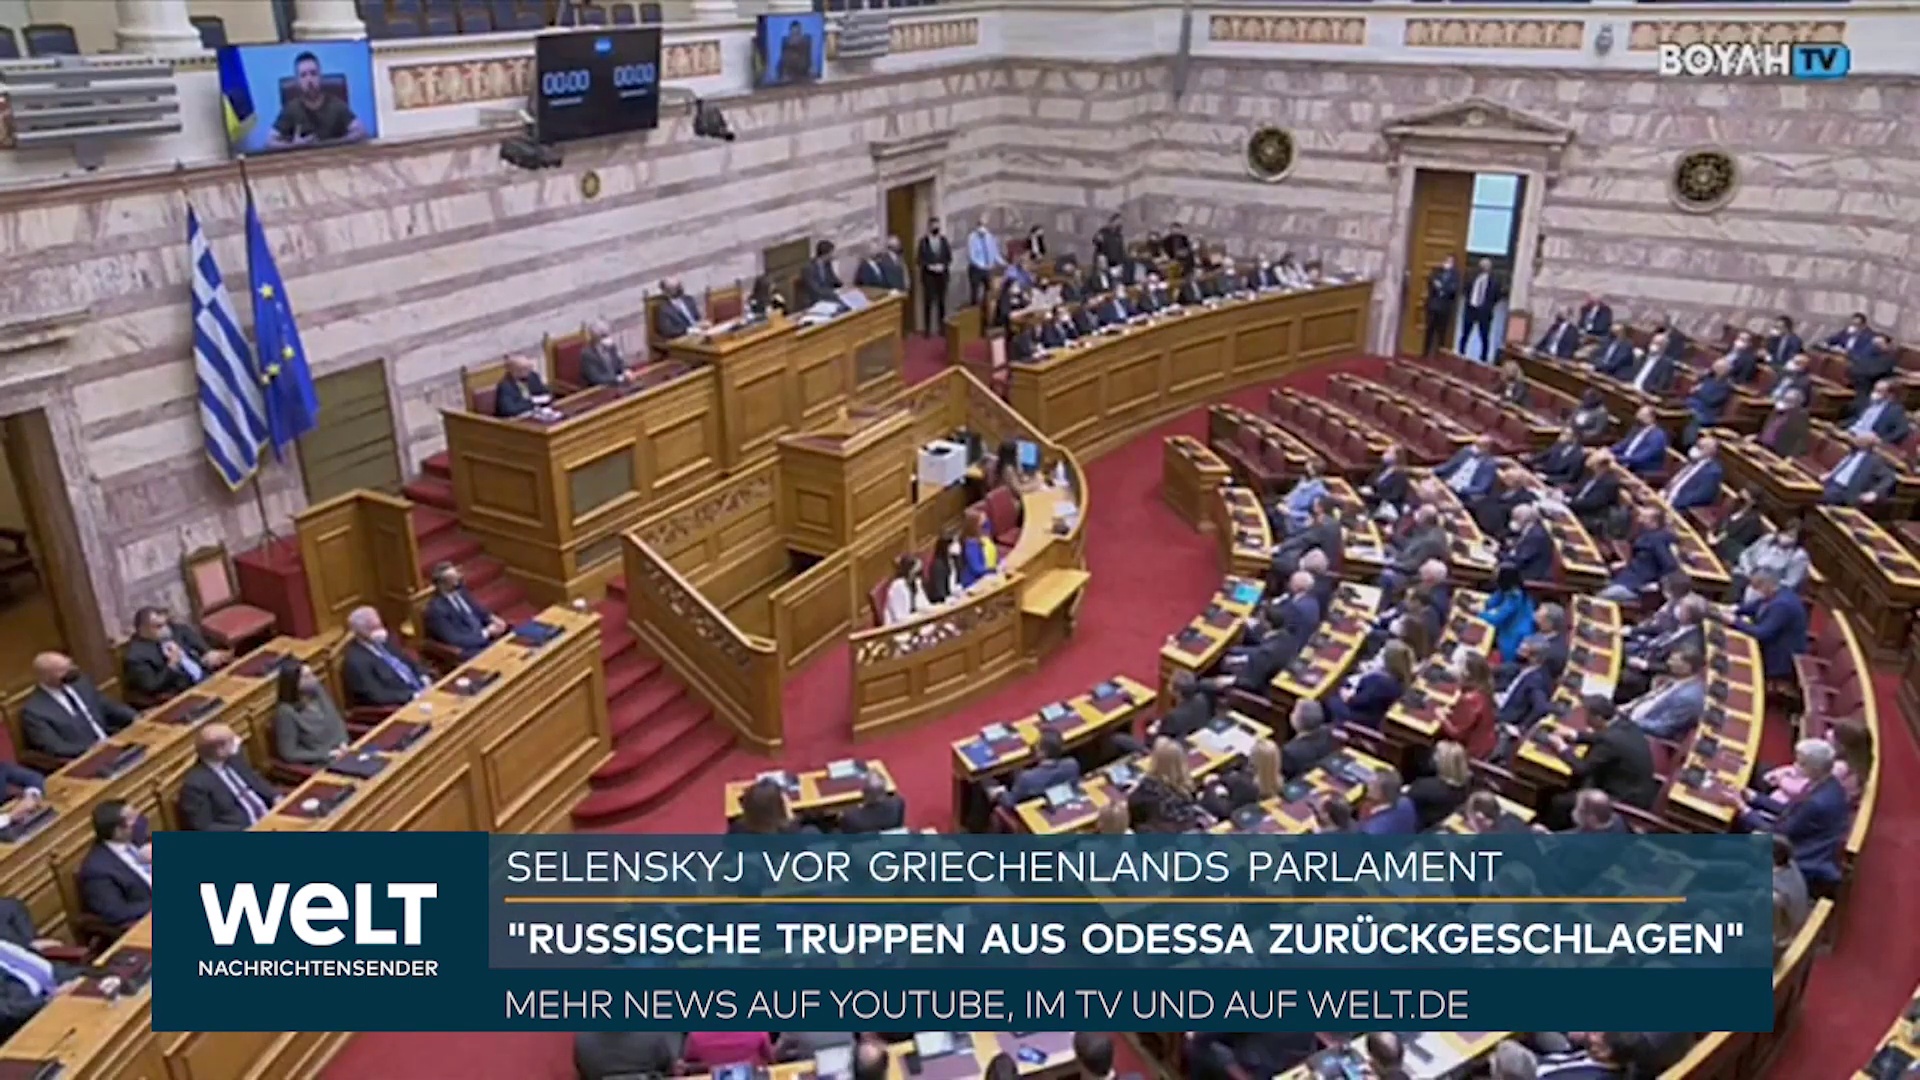 ΒΟΥΛΗ TV
00:00 00:00
SELENSKYJ VOR GRIECHENLANDS PARLAMENT
"RUSSISCHE TRUPPEN AUS ODESSA ZURÜCKGESCHLAGEN"
WELT
NACHRICHTENSENDER
MEHR NEWS AUF YOUTUBE, IM TV UND AUF WELT.DE